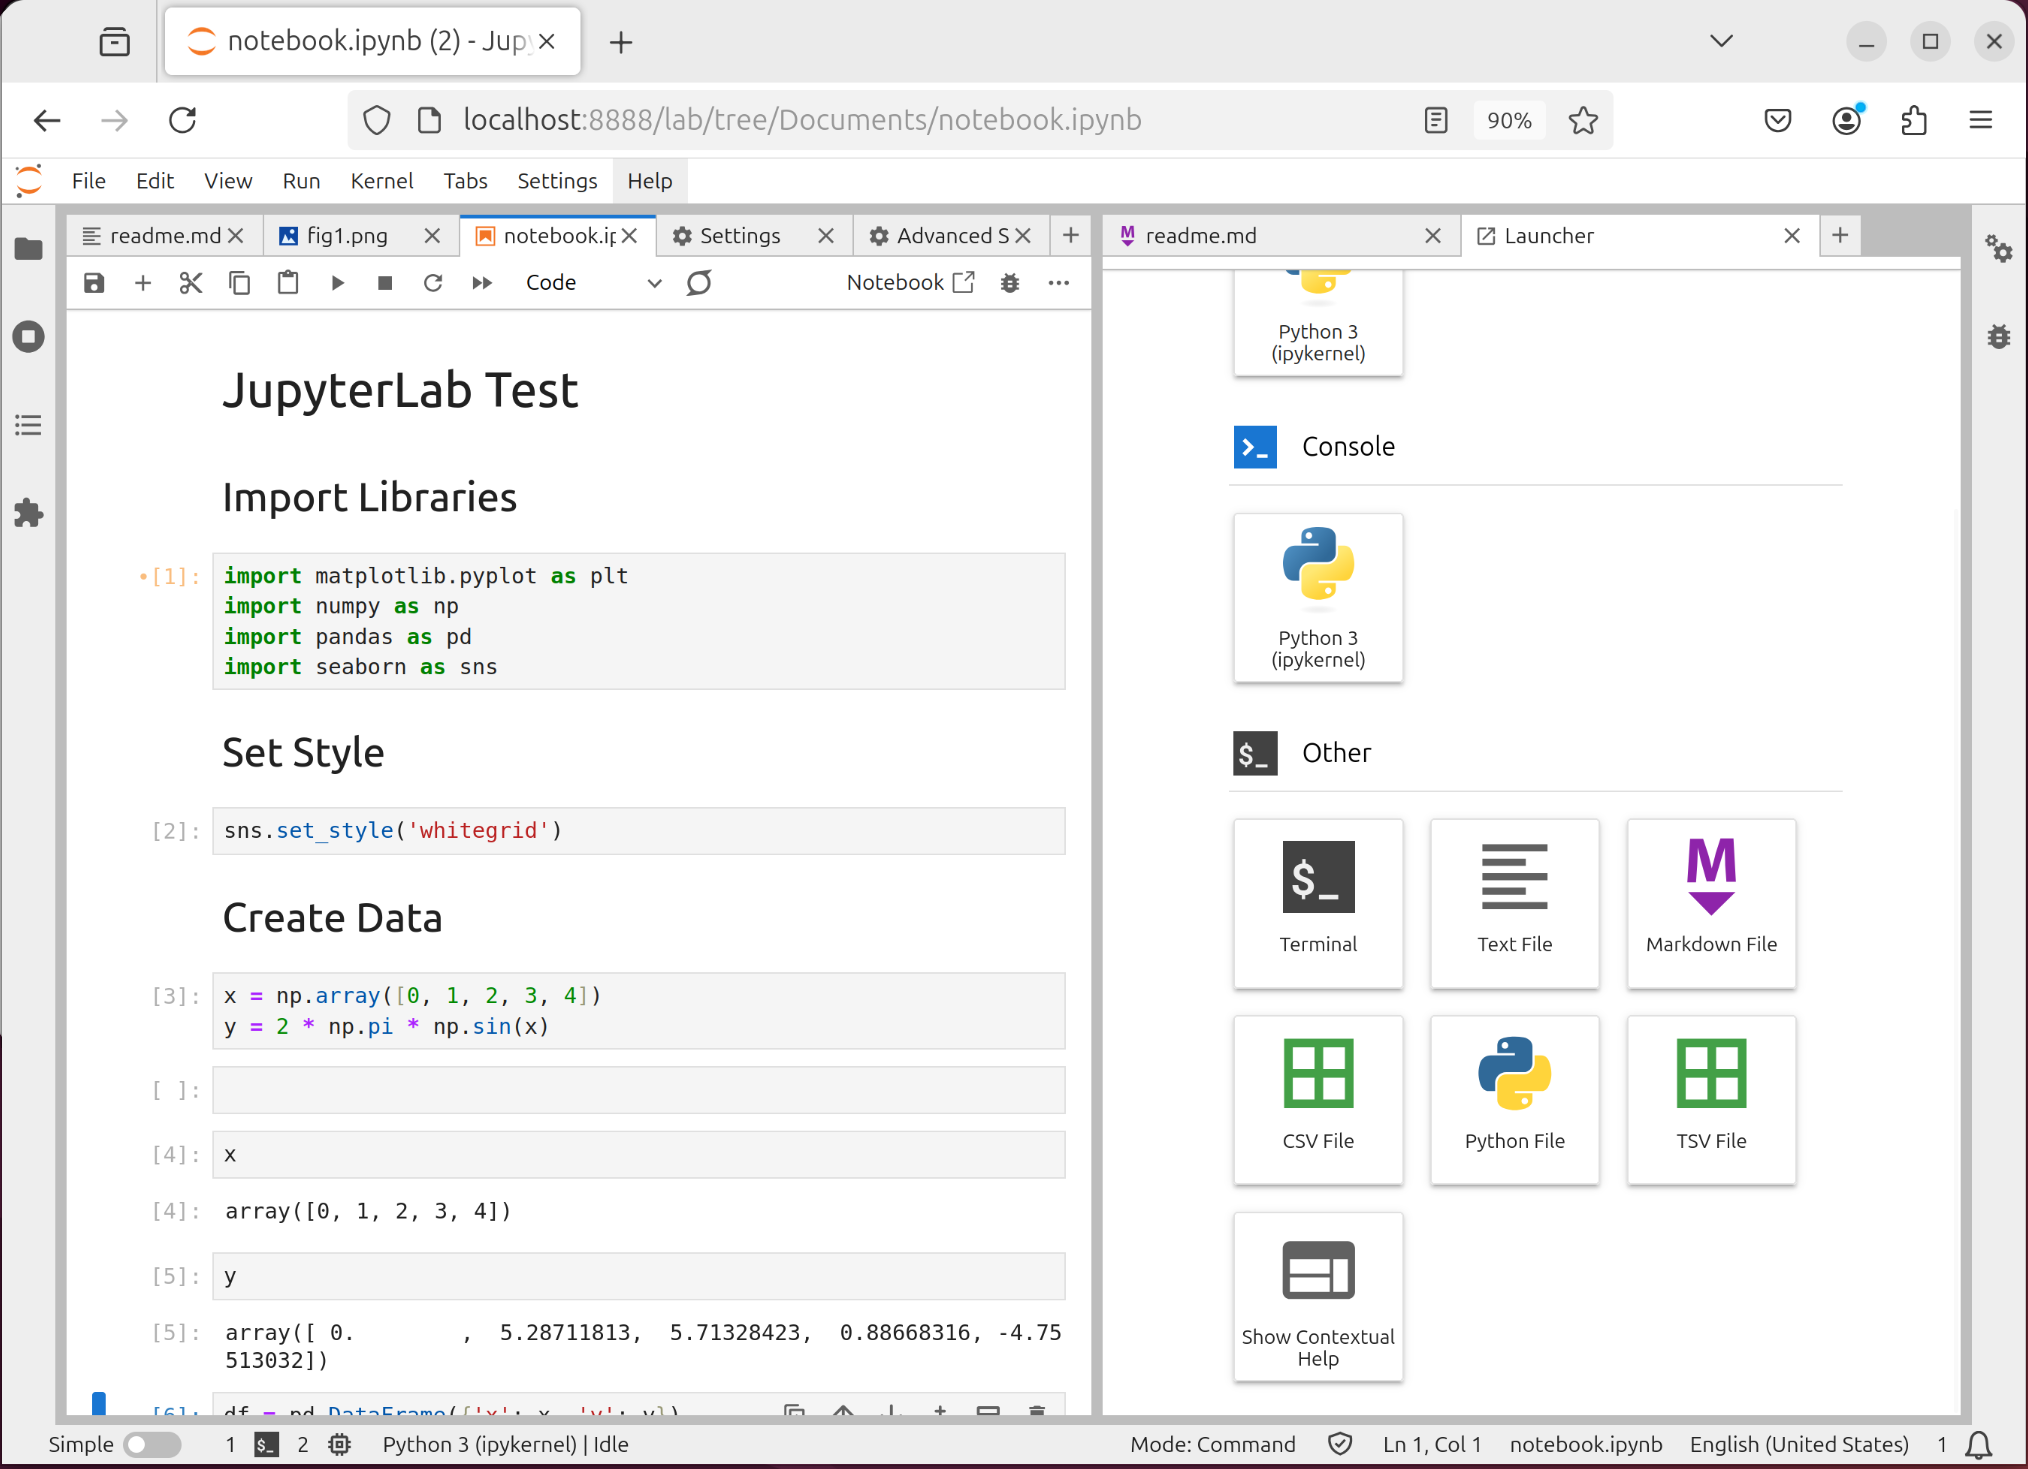 notebook.ipynb (2) - Jupy
localhost:8888/lab/tree/Documents/notebook.ipynb
90%
File Edit View Run Kernel Tabs Settings Help
readme.md fig1.png notebook.ip Settings Advanced S
readme.md Launcher
Code
Notebook
JupyterLab Test
Import Libraries
[1]: import matplotlib.pyplot as plt
import numpy as np
import pandas as pd
import seaborn as sns
Set Style
[2]: sns.set_style('whitegrid')
Create Data
[3]: x = np.array([0, 1, 2, 3, 4])
y = 2 * np.pi * np.sin(x)
[ ]:
[4]: x
[4]: array([0, 1, 2, 3, 4])
[5]: y
[5]: array([ 0.        ,  5.28711813,  5.71328423,  0.88668316, -4.75
513032])
[6]: df = pd.DataFrame({'x': x, 'y': y})
Python 3
(ipykernel)
Console
Python 3
(ipykernel)
$_ Other
$_
Terminal
Text File
M
Markdown File
CSV File
Python File
TSV File
Show Contextual
Help
Simple 1 $_ 2 Python 3 (ipykernel) | Idle
Mode: Command Ln 1, Col 1 notebook.ipynb English (United States) 1